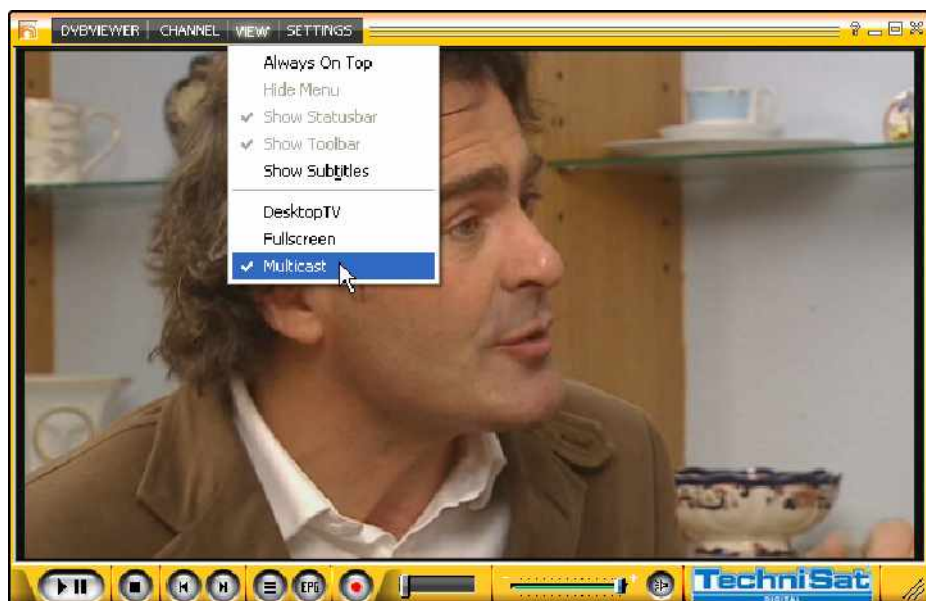 DVBVIEWER CHANNEL VIEW SETTINGS ?
Always On Top
Hide Menu
Show Statusbar
Show Toolbar
Show Subtitles
DesktopTV
Fullscreen
Multicast
EPG
- +
TechniSat
DIGITAL